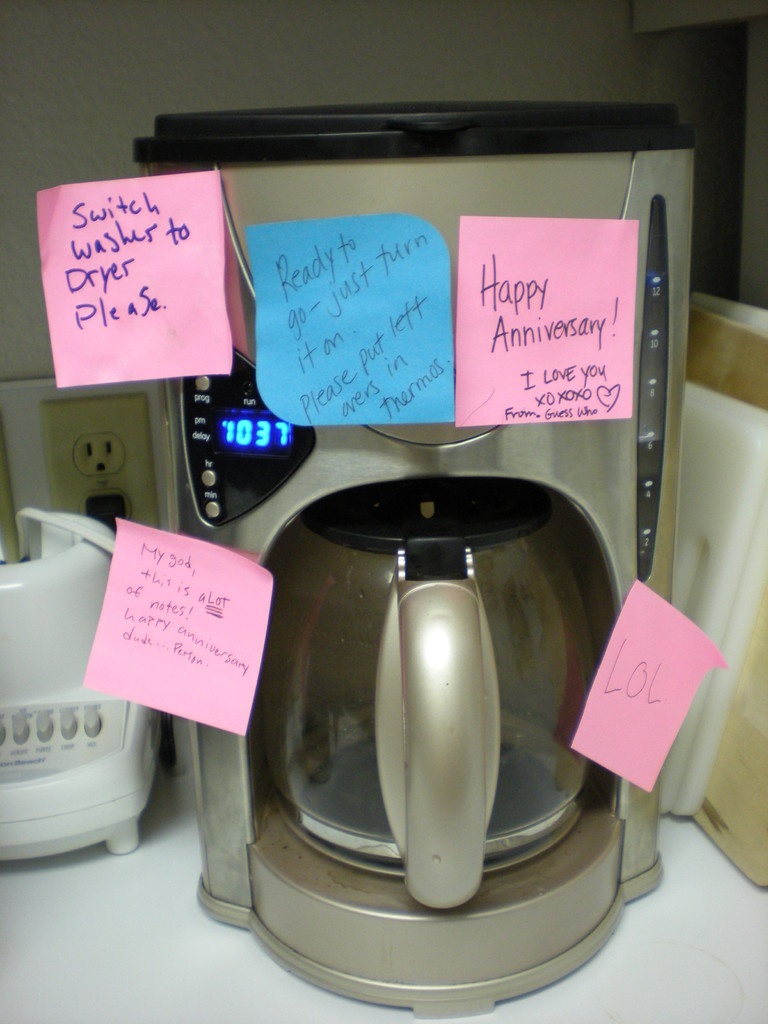 Switch
washer to
Dryer
Please.
Ready to
go - just turn
it on.
Please put left
overs in
thermos.
Happy
Anniversary!
I LOVE YOU
XOXOXO ♡
From: Guess Who
prog
run
pm
delay
10:37
hr
min
12
10
8
6
4
2
My god,
this is a LOT
of notes!
happy anniversary
dude... Person.
LOL